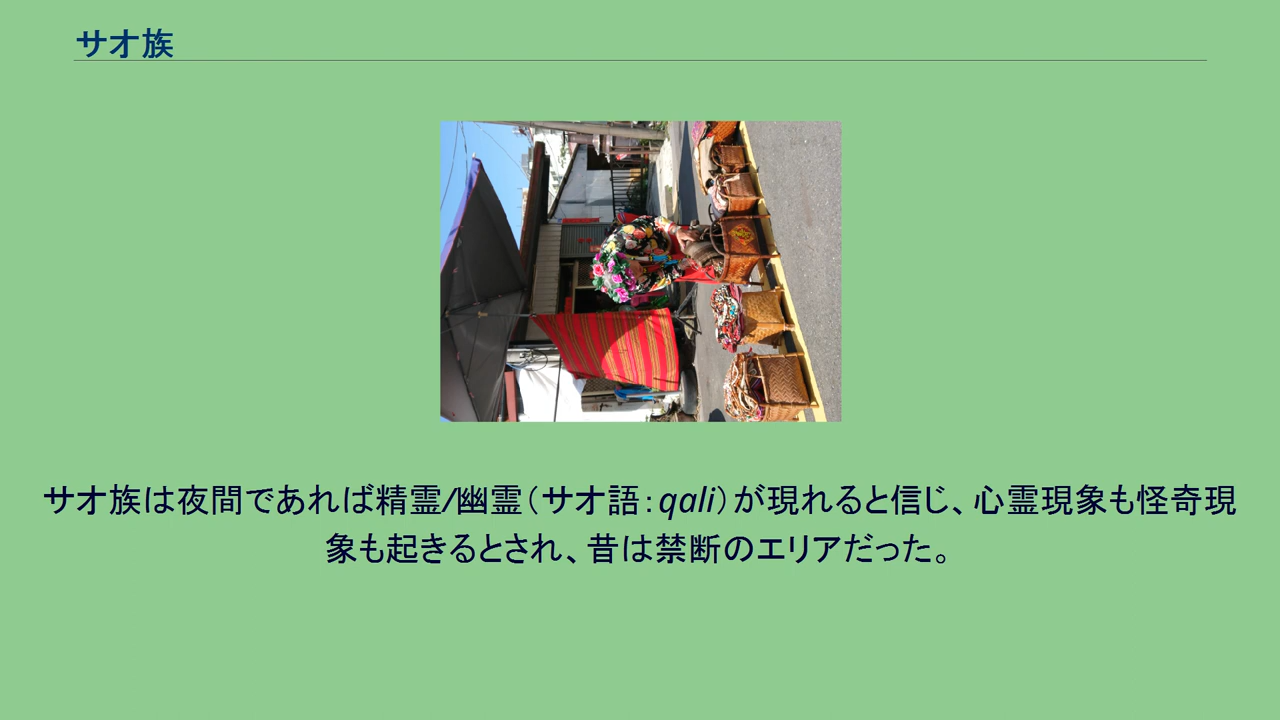 サオ族
サオ族は夜間であれば精霊/幽霊（サオ語：qali）が現れると信じ、心霊現象も怪奇現
象も起きるとされ、昔は禁断のエリアだった。